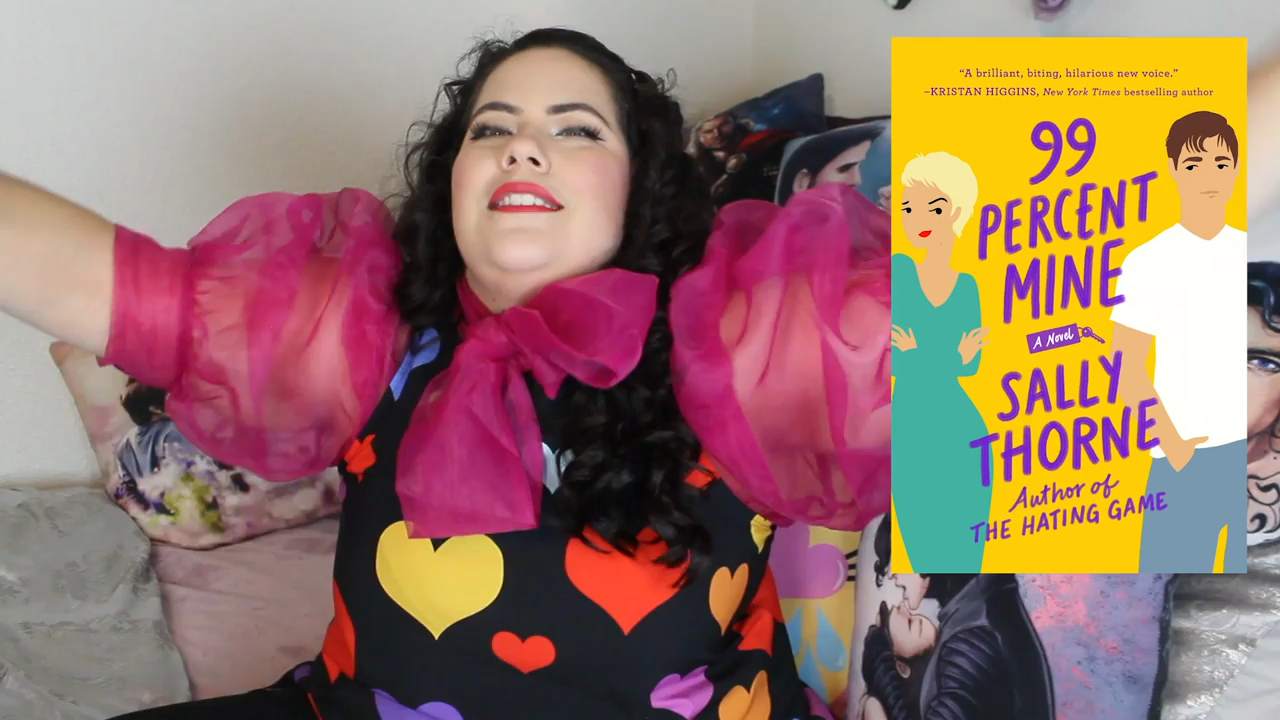 “A brilliant, biting, hilarious new voice.”
–KRISTAN HIGGINS, New York Times bestselling author
99
PERCENT
MINE
A Novel
SALLY
THORNE
Author of
THE HATING GAME